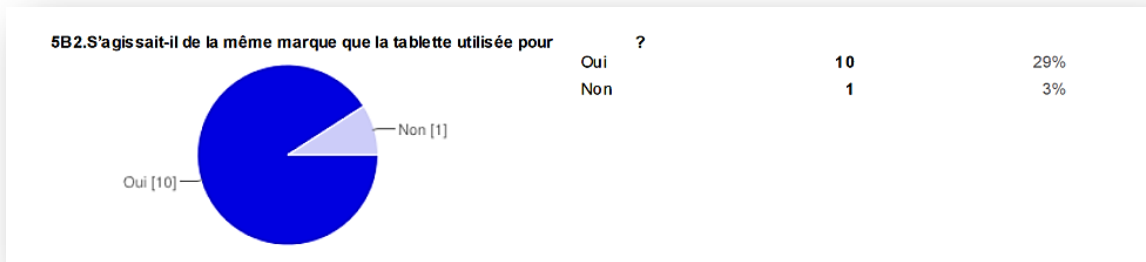 5B2.S'agissait-il de la même marque que la tablette utilisée pour ?
Oui 10 29%
Non 1 3%
Non [1]
Oui [10]